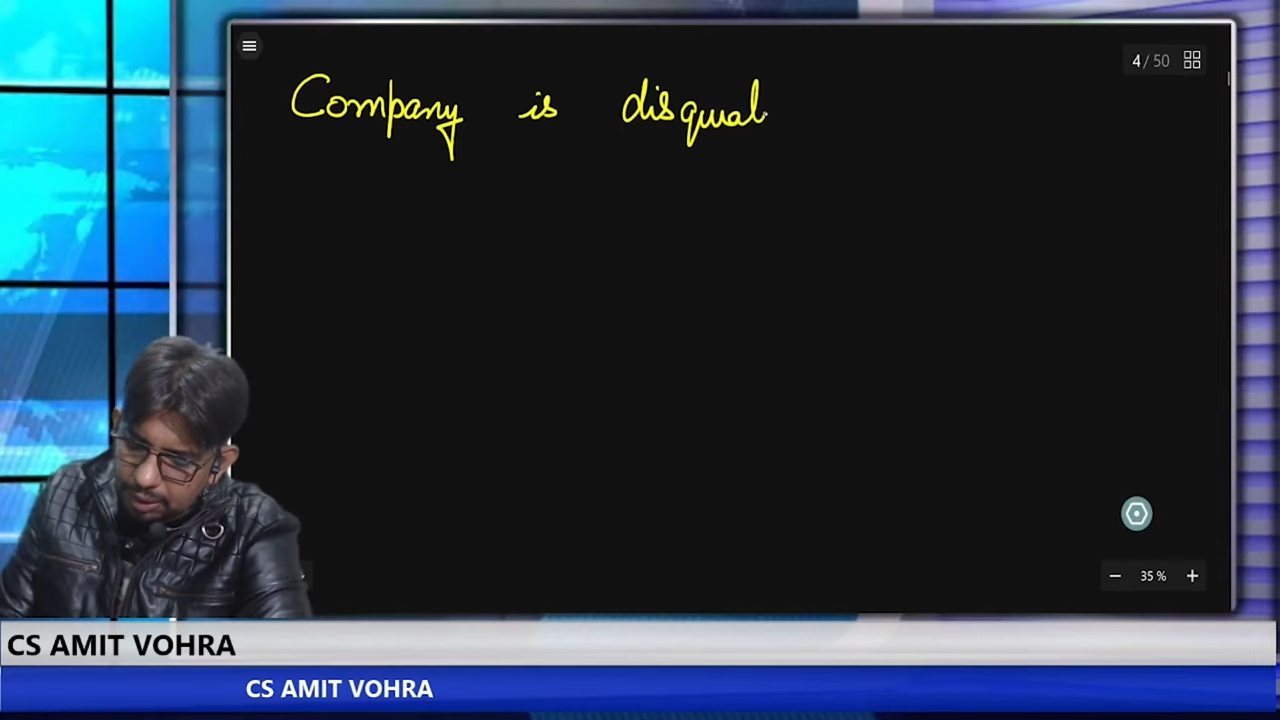 Company is disqual
4 / 50
35 %
CS AMIT VOHRA
CS AMIT VOHRA